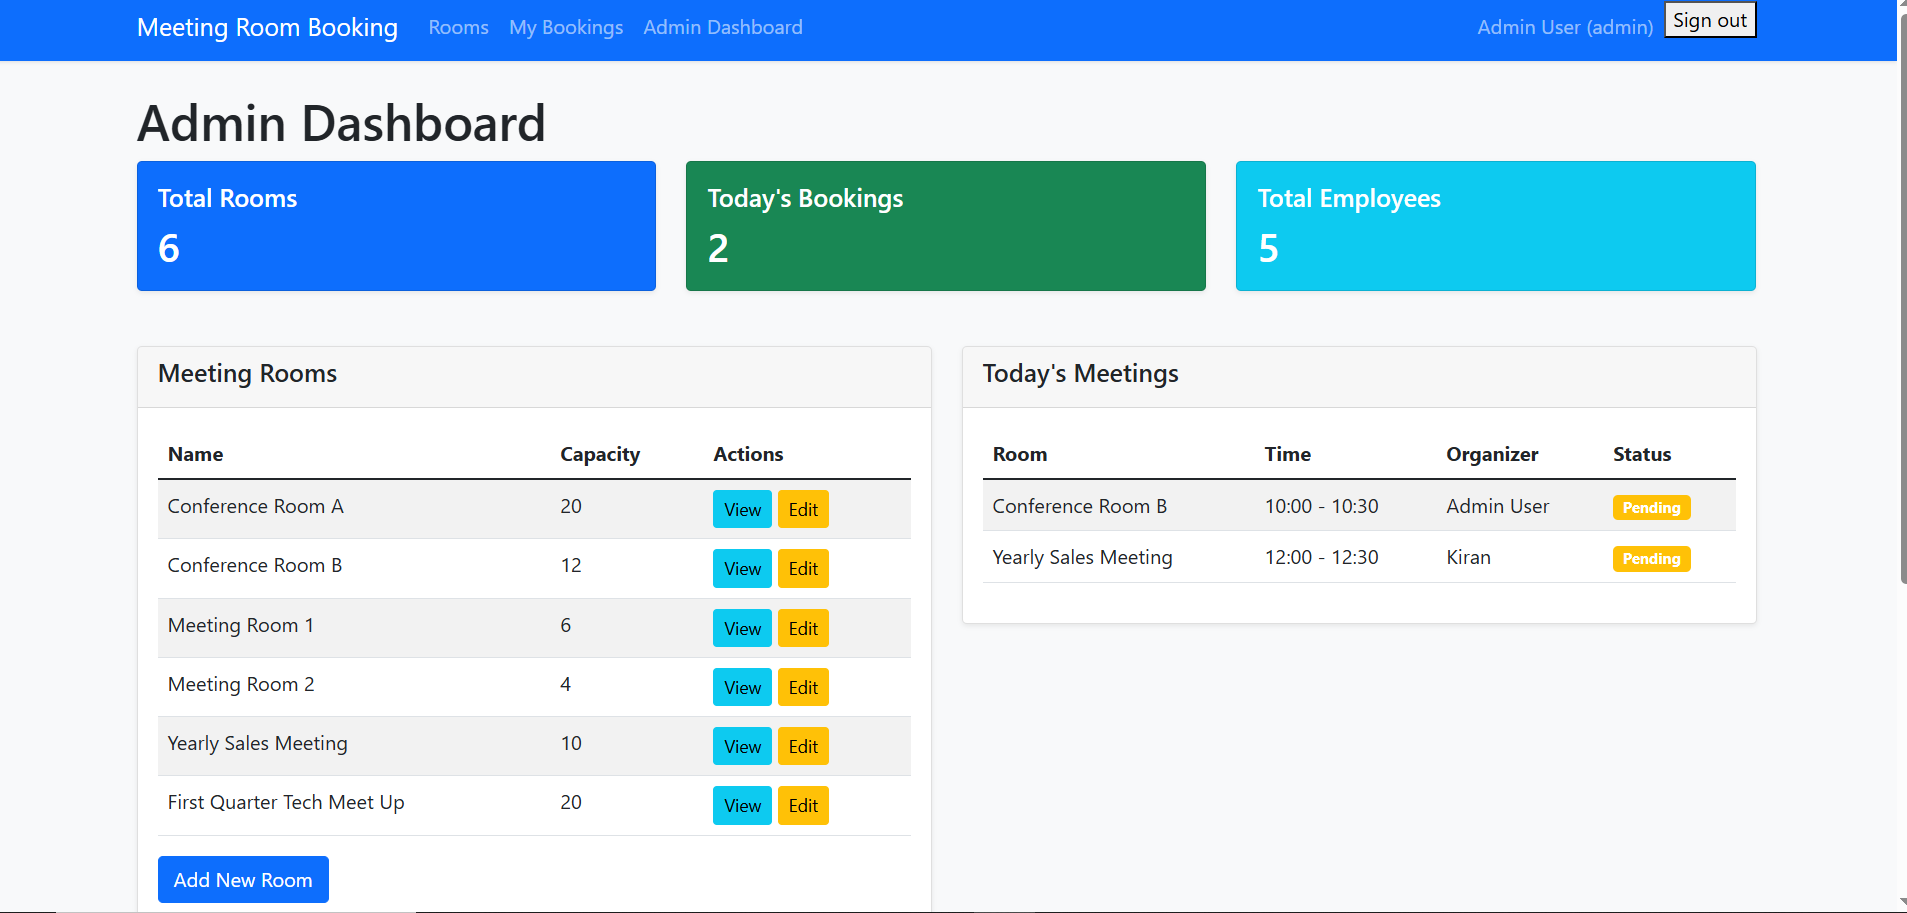 Meeting Room Booking Rooms My Bookings Admin Dashboard Admin User (admin) Sign out
Admin Dashboard
Total Rooms
6
Today's Bookings
2
Total Employees
5
Meeting Rooms
Name Capacity Actions
Conference Room A 20 View Edit
Conference Room B 12 View Edit
Meeting Room 1 6 View Edit
Meeting Room 2 4 View Edit
Yearly Sales Meeting 10 View Edit
First Quarter Tech Meet Up 20 View Edit
Add New Room
Today's Meetings
Room Time Organizer Status
Conference Room B 10:00 - 10:30 Admin User Pending
Yearly Sales Meeting 12:00 - 12:30 Kiran Pending